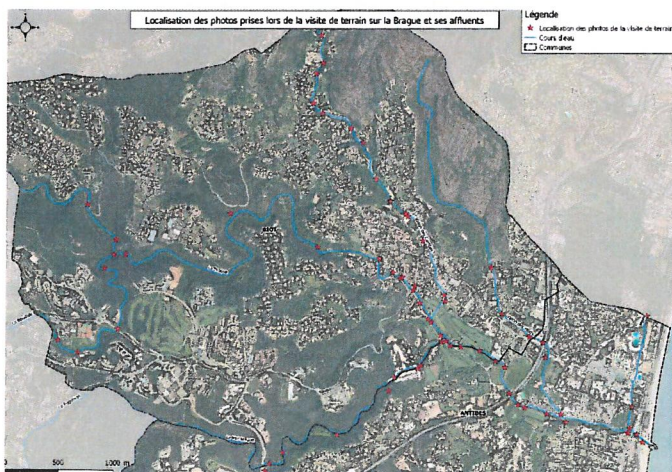 Localisation des photos prises lors de la visite de terrain sur la Brague et ses affluents
Légende
Localisation des photos de la visite de terrain
Cours d'eau
Communes
BIOT
ANTIBES
0 500 1000 m